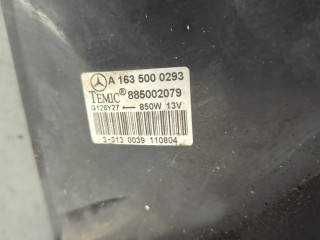 A 163 500 0293
TEMIC® 885002079
G128Y27 ← 850W 13V
3-313 0039 110804